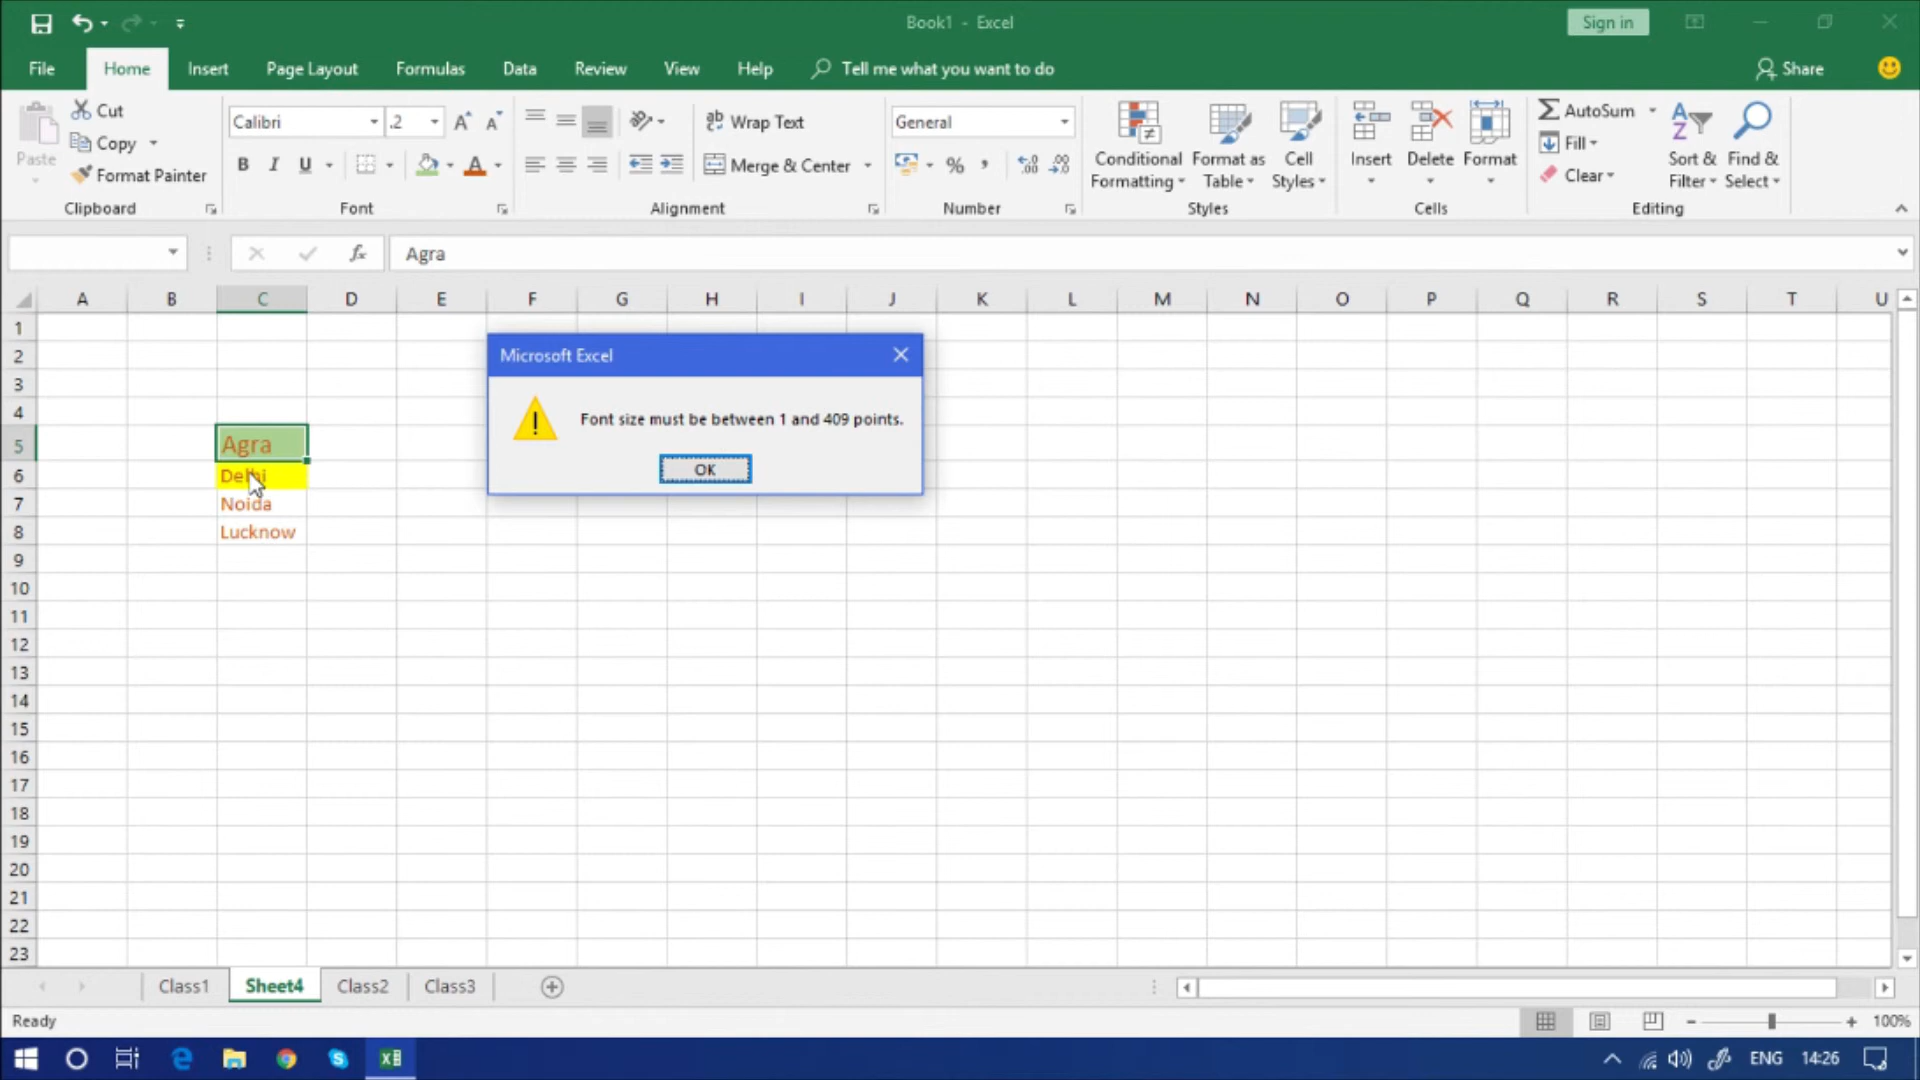 Book1 - Excel
Sign in
File Home Insert Page Layout Formulas Data Review View Help Tell me what you want to do Share
Paste
Cut
Copy
Format Painter
Clipboard
Calibri .2
B I U A
Font
Wrap Text
Merge & Center
Alignment
General
%
Number
Conditional Formatting
Format as Table
Cell Styles
Styles
Insert Delete Format
Cells
AutoSum
Fill
Clear
Sort & Filter
Find & Select
Editing
fx Agra
A B C D E F G H I J K L M N O P Q R S T U
1
2
3
4
5 Agra
6 Delhi
7 Noida
8 Lucknow
9
10
11
12
13
14
15
16
17
18
19
20
21
22
23
Microsoft Excel
Font size must be between 1 and 409 points.
OK
Class1 Sheet4 Class2 Class3
Ready
100%
ENG 14:26